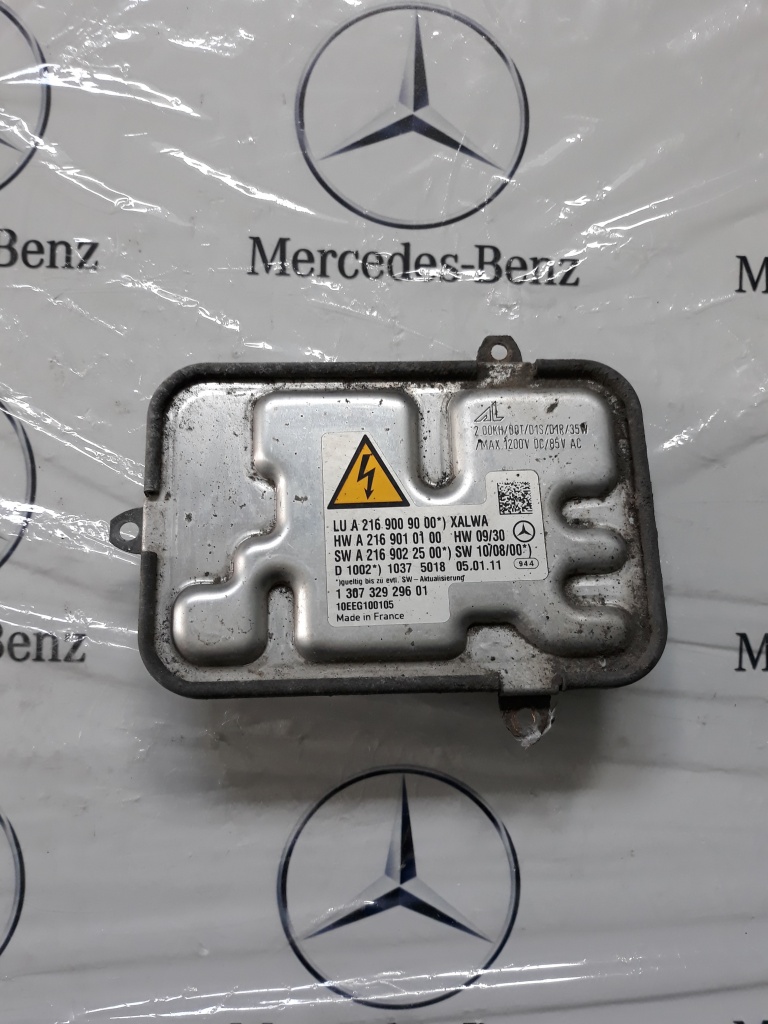 Mercedes-Benz
Benz
M
AL
2.00KH/00T/D1S/D1R/35W
MAX.1200V DC/85V AC
LU A 216 900 90 00*) XALWA
HW A 216 901 01 00 HW 09/30
SW A 216 902 25 00*) SW 10/08/00*)
D 1002*) 1037 5018 05.01.11 944
*)gueltig bis zu evtl. SW - Aktualisierung
1 307 329 296 01
10EEG100105
Made in France
Benz
M